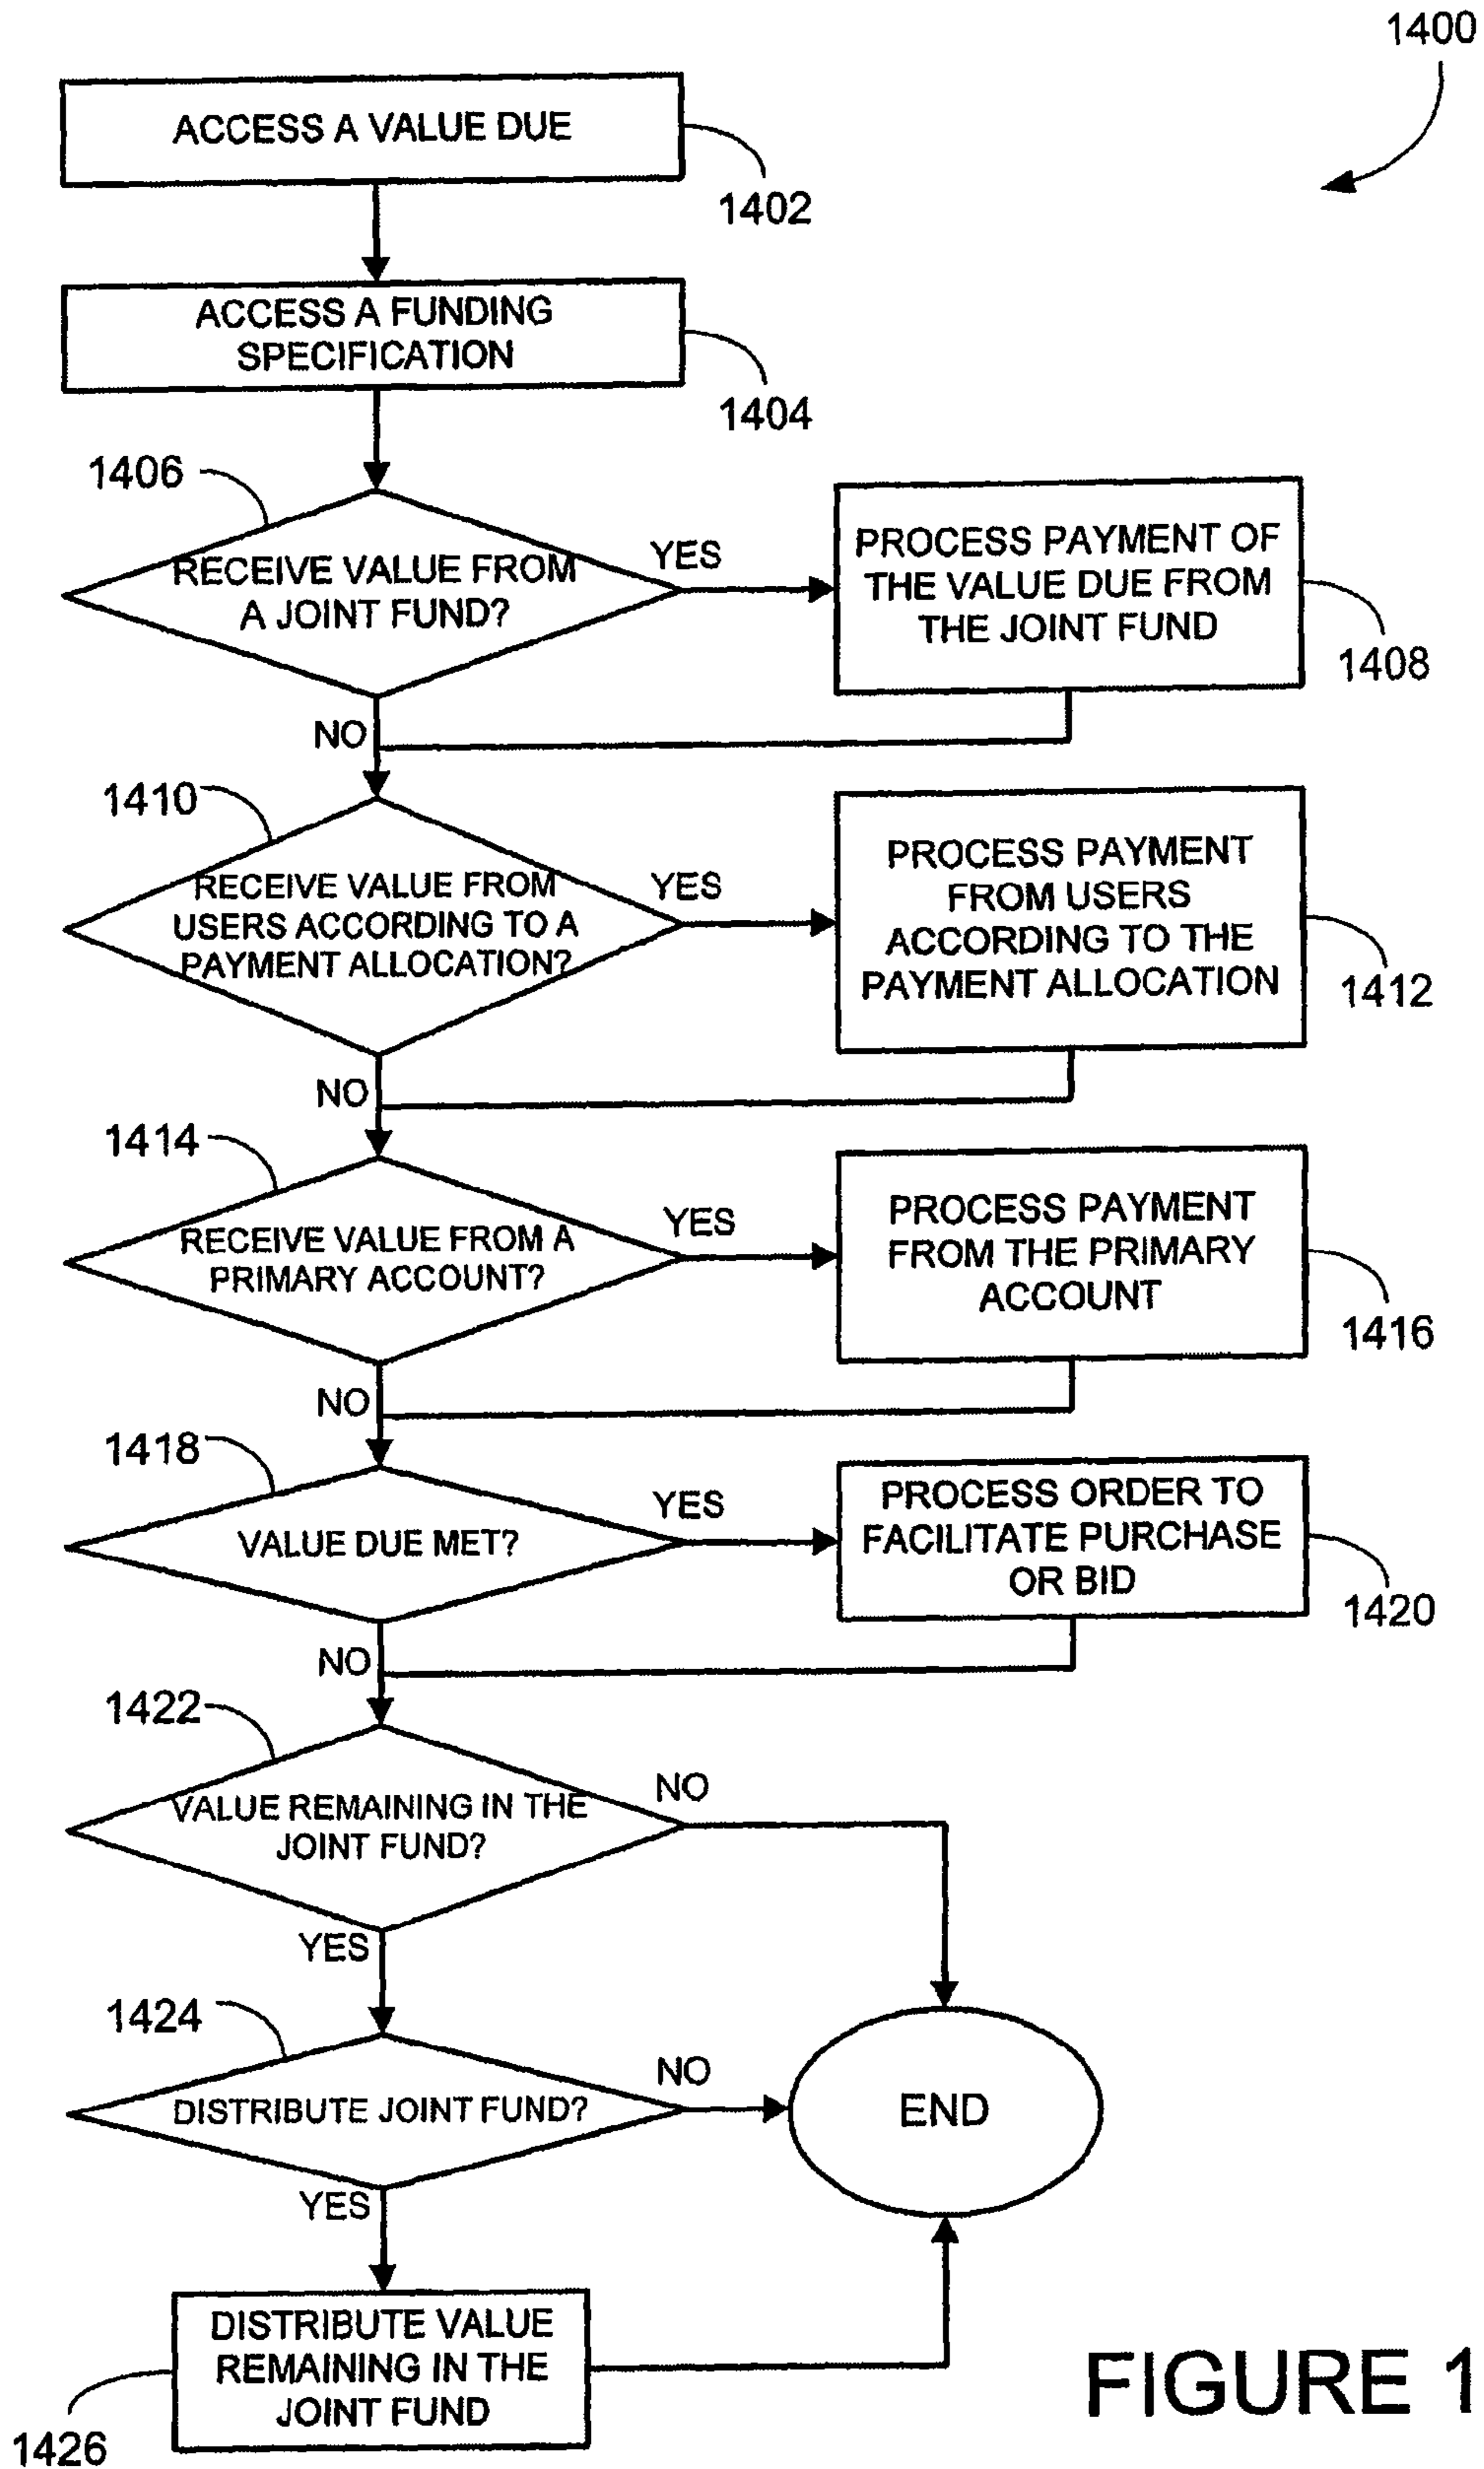 1400
ACCESS A VALUE DUE
1402
ACCESS A FUNDING
SPECIFICATION
1404
1406
RECEIVE VALUE FROM
A JOINT FUND?
YES
PROCESS PAYMENT OF
THE VALUE DUE FROM
THE JOINT FUND
1408
NO
1410
RECEIVE VALUE FROM
USERS ACCORDING TO A
PAYMENT ALLOCATION?
YES
PROCESS PAYMENT
FROM USERS
ACCORDING TO THE
PAYMENT ALLOCATION
1412
NO
1414
RECEIVE VALUE FROM A
PRIMARY ACCOUNT?
YES
PROCESS PAYMENT
FROM THE PRIMARY
ACCOUNT
1416
NO
1418
VALUE DUE MET?
YES
PROCESS ORDER TO
FACILITATE PURCHASE
OR BID
1420
NO
1422
VALUE REMAINING IN THE
JOINT FUND?
NO
YES
1424
DISTRIBUTE JOINT FUND?
NO
END
YES
DISTRIBUTE VALUE
REMAINING IN THE
JOINT FUND
1426
FIGURE 1